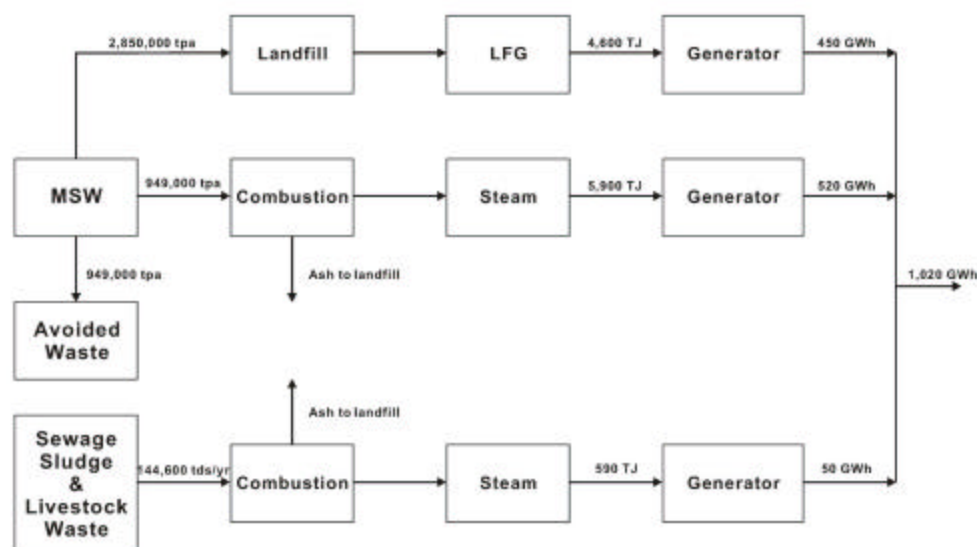 2,850,000 tpa
Landfill
LFG
4,600 TJ
Generator
450 GWh
MSW
949,000 tpa
Combustion
Steam
5,900 TJ
Generator
520 GWh
949,000 tpa
Ash to landfill
1,020 GWh
Avoided
Waste
Ash to landfill
Sewage
Sludge
&
Livestock
Waste
144,600 tds/yr
Combustion
Steam
590 TJ
Generator
50 GWh